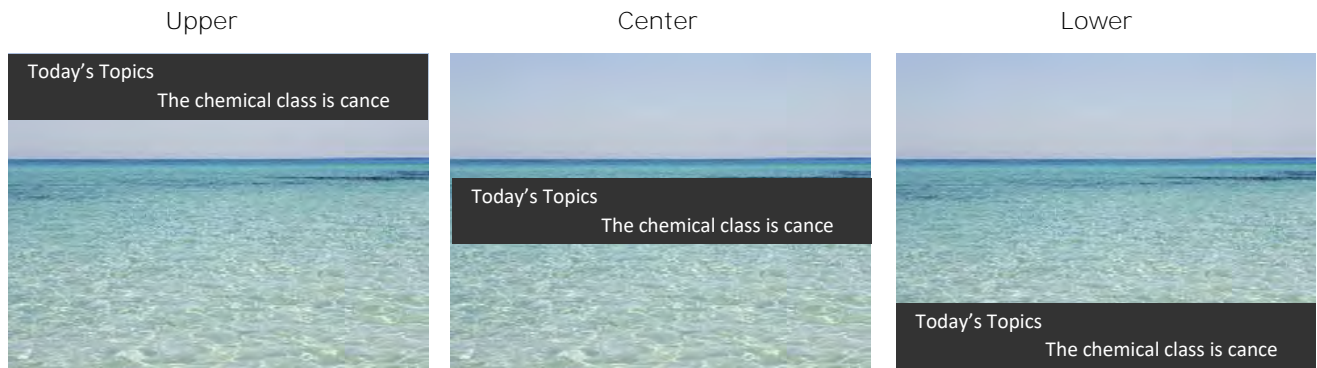 Upper
Today's Topics
The chemical class is cance
Center
Today's Topics
The chemical class is cance
Lower
Today's Topics
The chemical class is cance